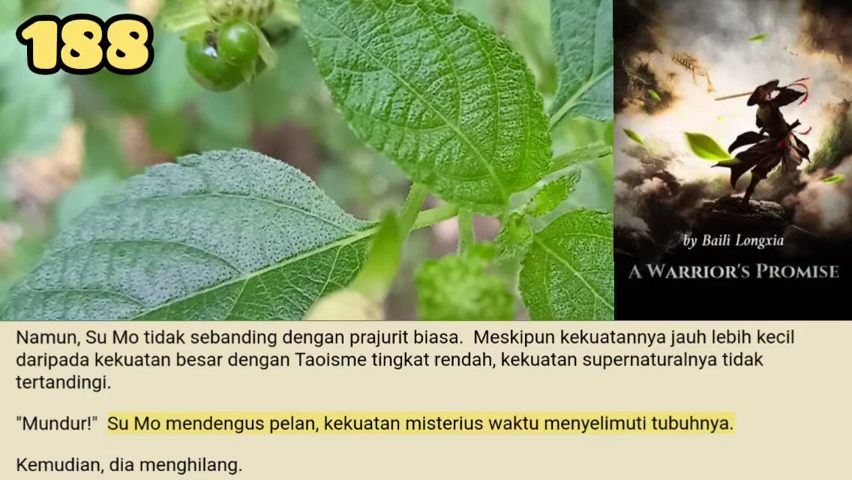 188
by Baili Longxia
A WARRIOR'S PROMISE
Namun, Su Mo tidak sebanding dengan prajurit biasa.  Meskipun kekuatannya jauh lebih kecil
daripada kekuatan besar dengan Taoisme tingkat rendah, kekuatan supernaturalnya tidak
tertandingi.
"Mundur!"  Su Mo mendengus pelan, kekuatan misterius waktu menyelimuti tubuhnya.
Kemudian, dia menghilang.